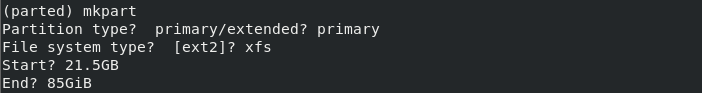 (parted) mkpart
Partition type?  primary/extended? primary
File system type?  [ext2]? xfs
Start? 21.5GB
End? 85GiB